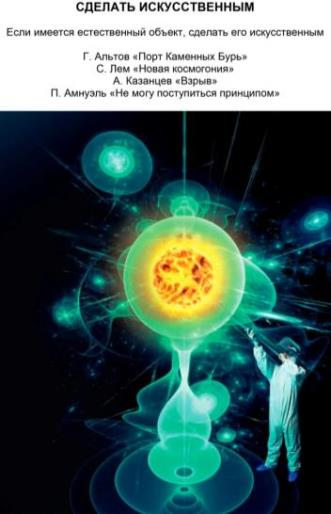 СДЕЛАТЬ ИСКУССТВЕННЫМ
Если имеется естественный объект, сделать его искусственным
Г. Альтов «Порт Каменных Бурь»
С. Лем «Новая космогония»
А. Казанцев «Взрыв»
П. Амнуэль «Не могу поступиться принципом»